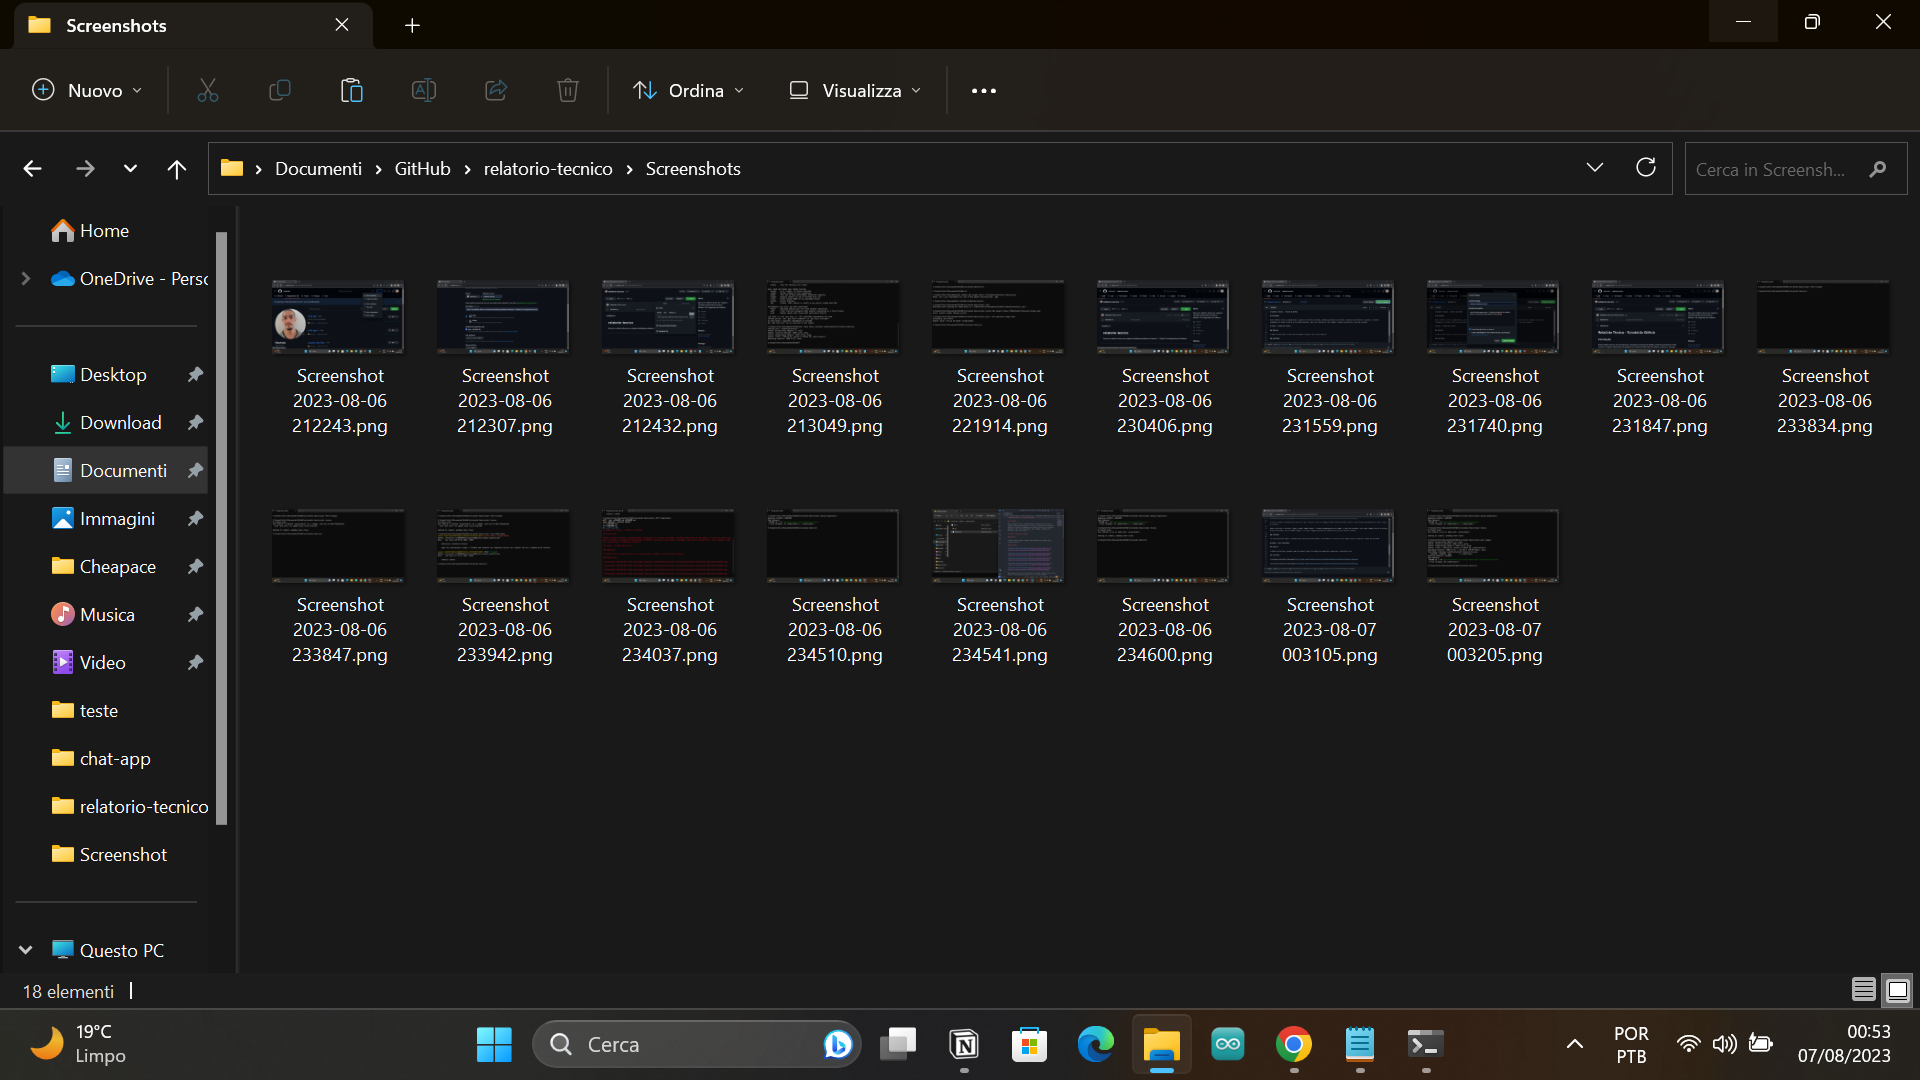 Screenshots
Nuovo
Ordina
Visualizza
Documenti
GitHub
relatorio-tecnico
Screenshots
Cerca in Screensh...
Home
OneDrive - Persc
Desktop
Download
Documenti
Immagini
Cheapace
Musica
Video
teste
chat-app
relatorio-tecnico
Screenshot
Questo PC
Screenshot
2023-08-06
212243.png
Screenshot
2023-08-06
212307.png
Screenshot
2023-08-06
212432.png
Screenshot
2023-08-06
213049.png
Screenshot
2023-08-06
221914.png
Screenshot
2023-08-06
230406.png
Screenshot
2023-08-06
231559.png
Screenshot
2023-08-06
231740.png
Screenshot
2023-08-06
231847.png
Screenshot
2023-08-06
233834.png
Screenshot
2023-08-06
233847.png
Screenshot
2023-08-06
233942.png
Screenshot
2023-08-06
234037.png
Screenshot
2023-08-06
234510.png
Screenshot
2023-08-06
234541.png
Screenshot
2023-08-06
234600.png
Screenshot
2023-08-07
003105.png
Screenshot
2023-08-07
003205.png
18 elementi
19°C
Limpo
Cerca
POR
PTB
00:53
07/08/2023